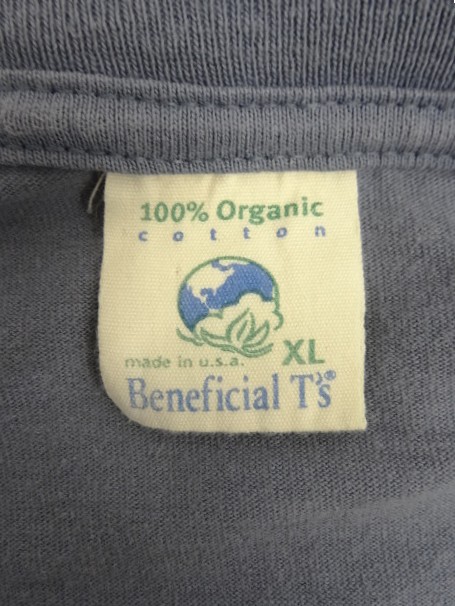 100% Organic
cotton
made in u.s.a. XL
Beneficial T's®